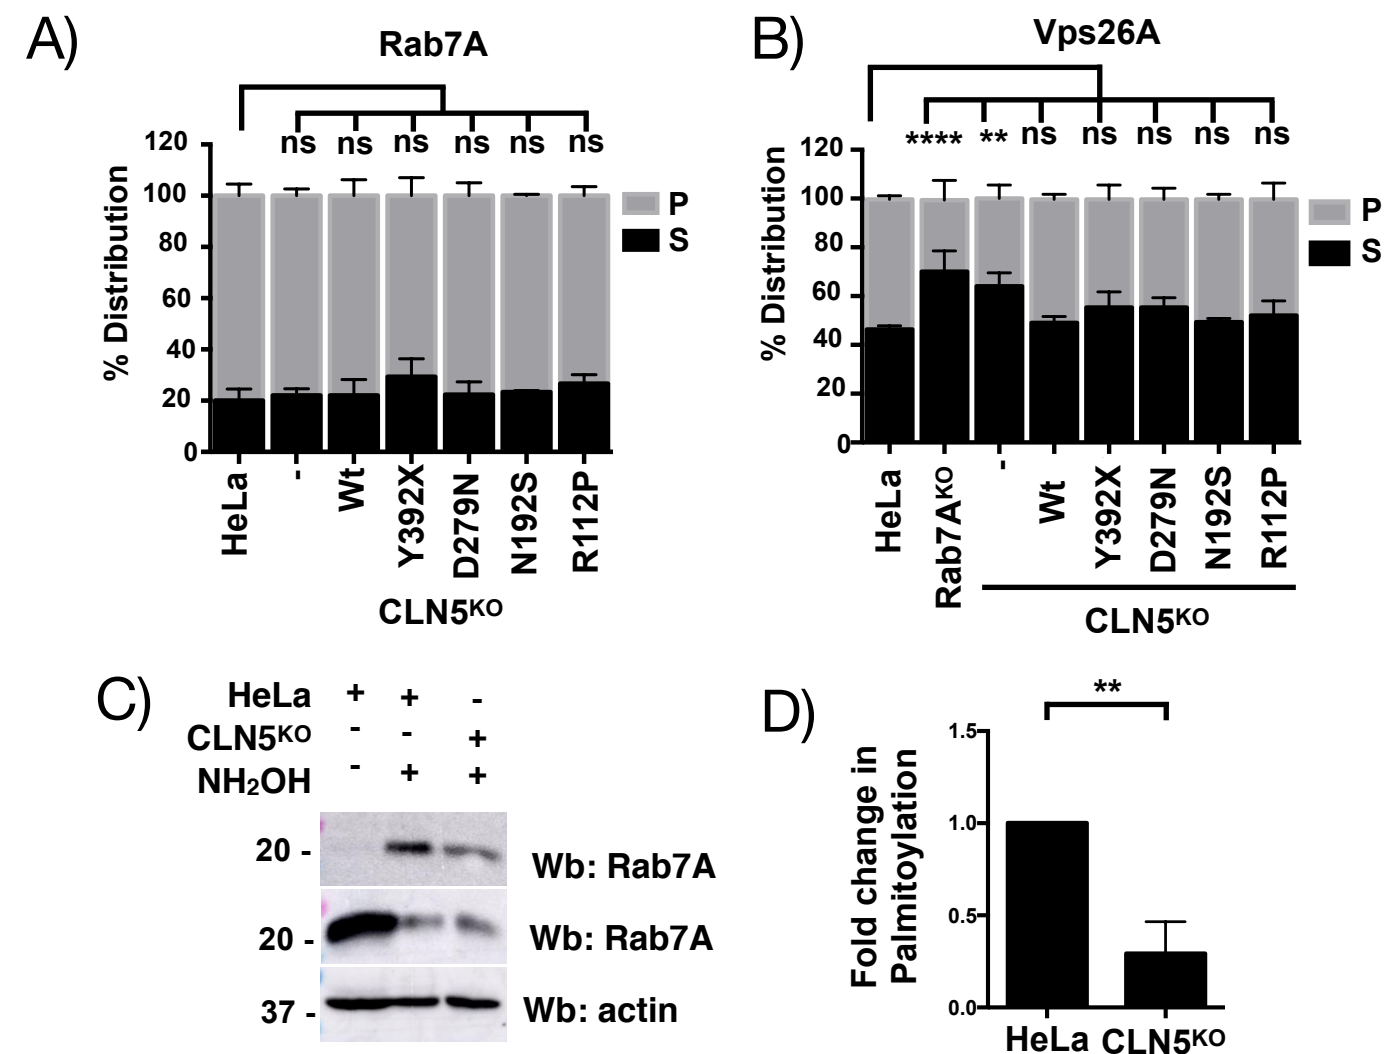 A)
Rab7A
ns ns ns ns ns ns
% Distribution
120
100
80
60
40
20
0
P
S
HeLa
-
Wt
Y392X
D279N
N192S
R112P
CLN5KO
B)
Vps26A
**** ** ns ns ns ns ns
% Distribution
120
100
80
60
40
20
0
P
S
HeLa
Rab7AKO
-
Wt
Y392X
D279N
N192S
R112P
CLN5KO
C)
HeLa + + -
CLN5KO - - +
NH2OH - + +
20 - Wb: Rab7A
20 - Wb: Rab7A
37 - Wb: actin
D)
**
Fold change in
Palmitoylation
1.5
1.0
0.5
0.0
HeLa CLN5KO